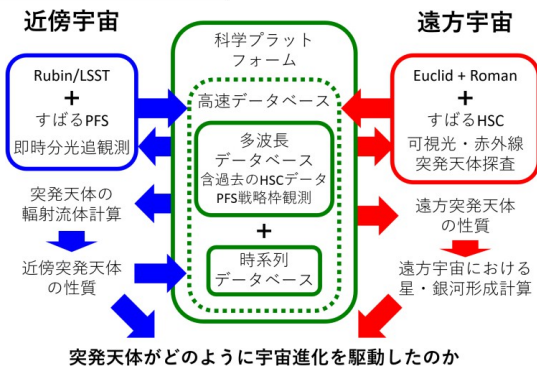 近傍宇宙
Rubin/LSST
+
すばるPFS
即時分光追観測
突発天体の
輻射流体計算
近傍突発天体
の性質
科学プラット
フォーム
高速データベース
多波長
データベース
含過去のHSCデータ
PFS戦略枠観測
+
時系列
データベース
遠方宇宙
Euclid + Roman
+
すばるHSC
可視光・赤外線
突発天体探査
遠方突発天体
の性質
遠方宇宙における
星・銀河形成計算
突発天体がどのように宇宙進化を駆動したのか